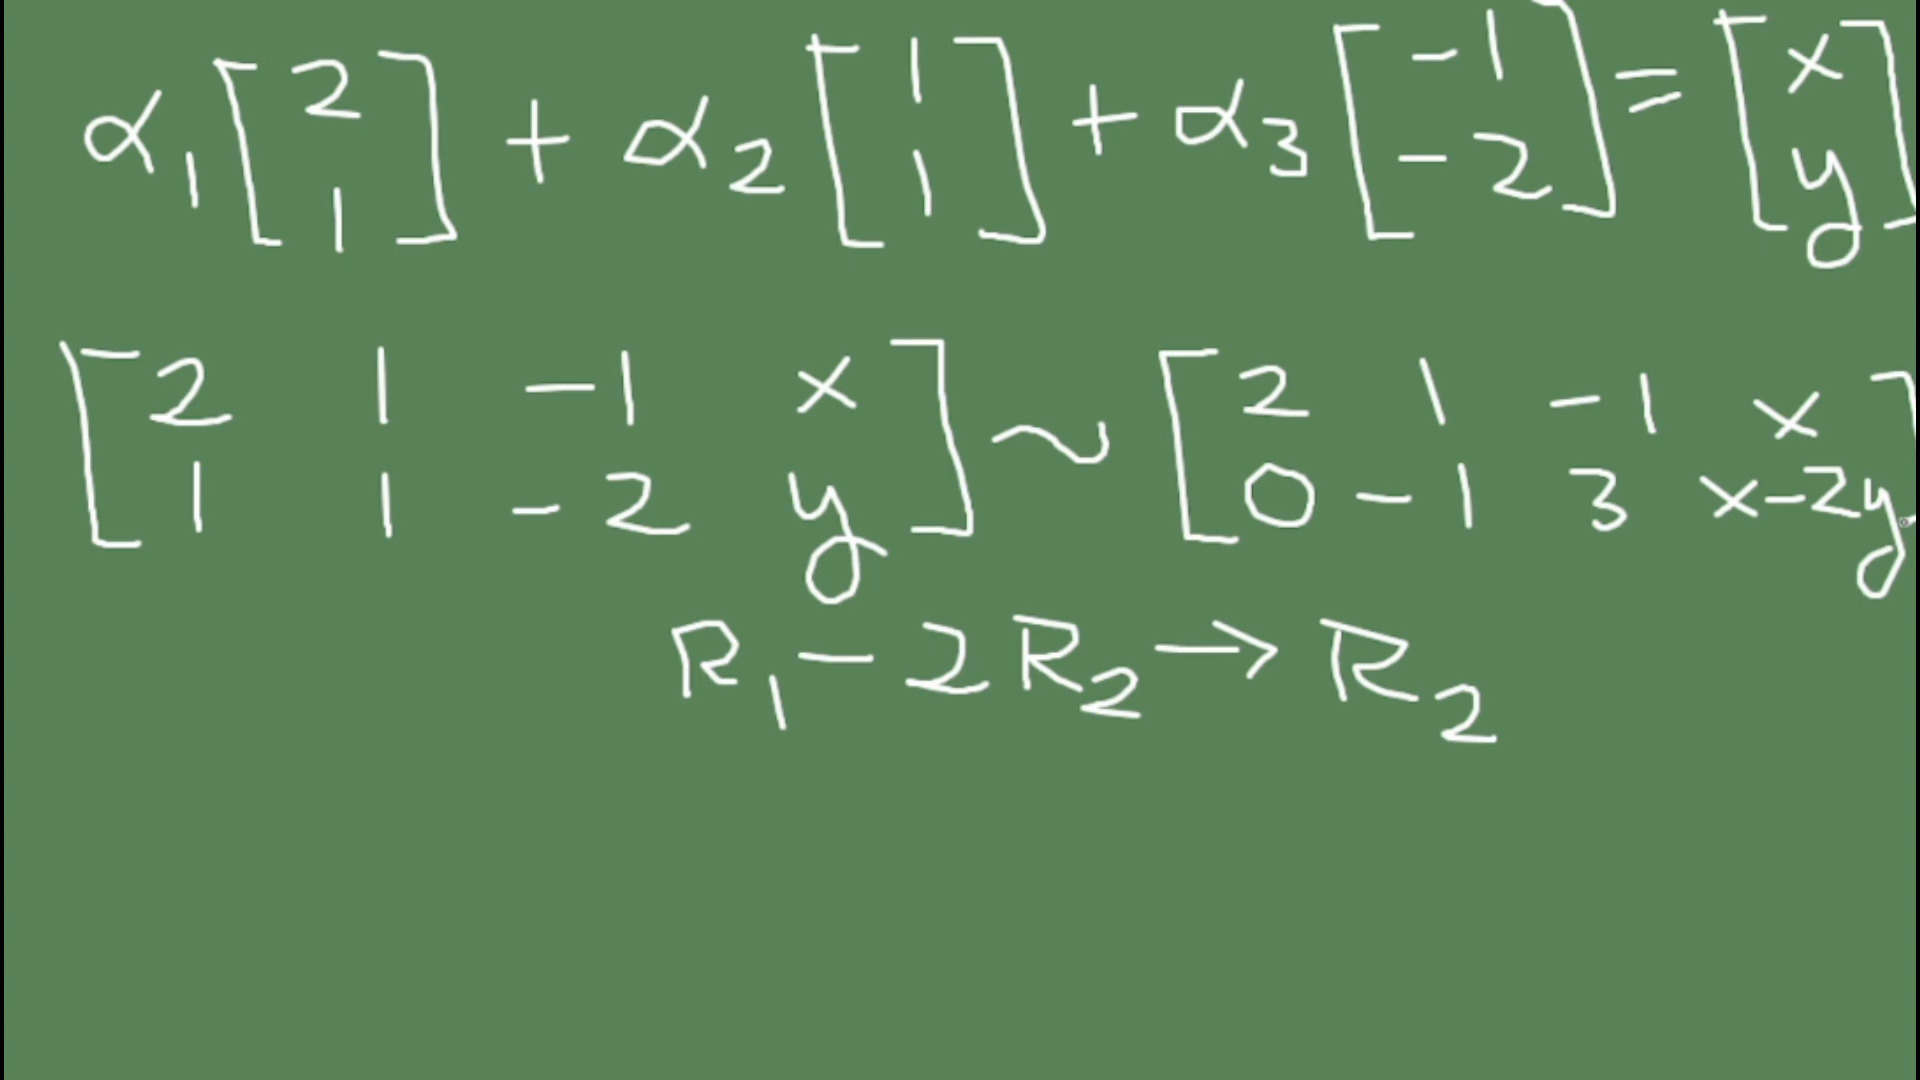 α₁ [2 1] + α₂ [1 1] + α₃ [-1 -2] = [x y]
[2 1 -1 x] ~ [2 1 -1 x]
[1 1 -2 y] [0 -1 3 x-2y]
R₁ - 2R₂ → R₂